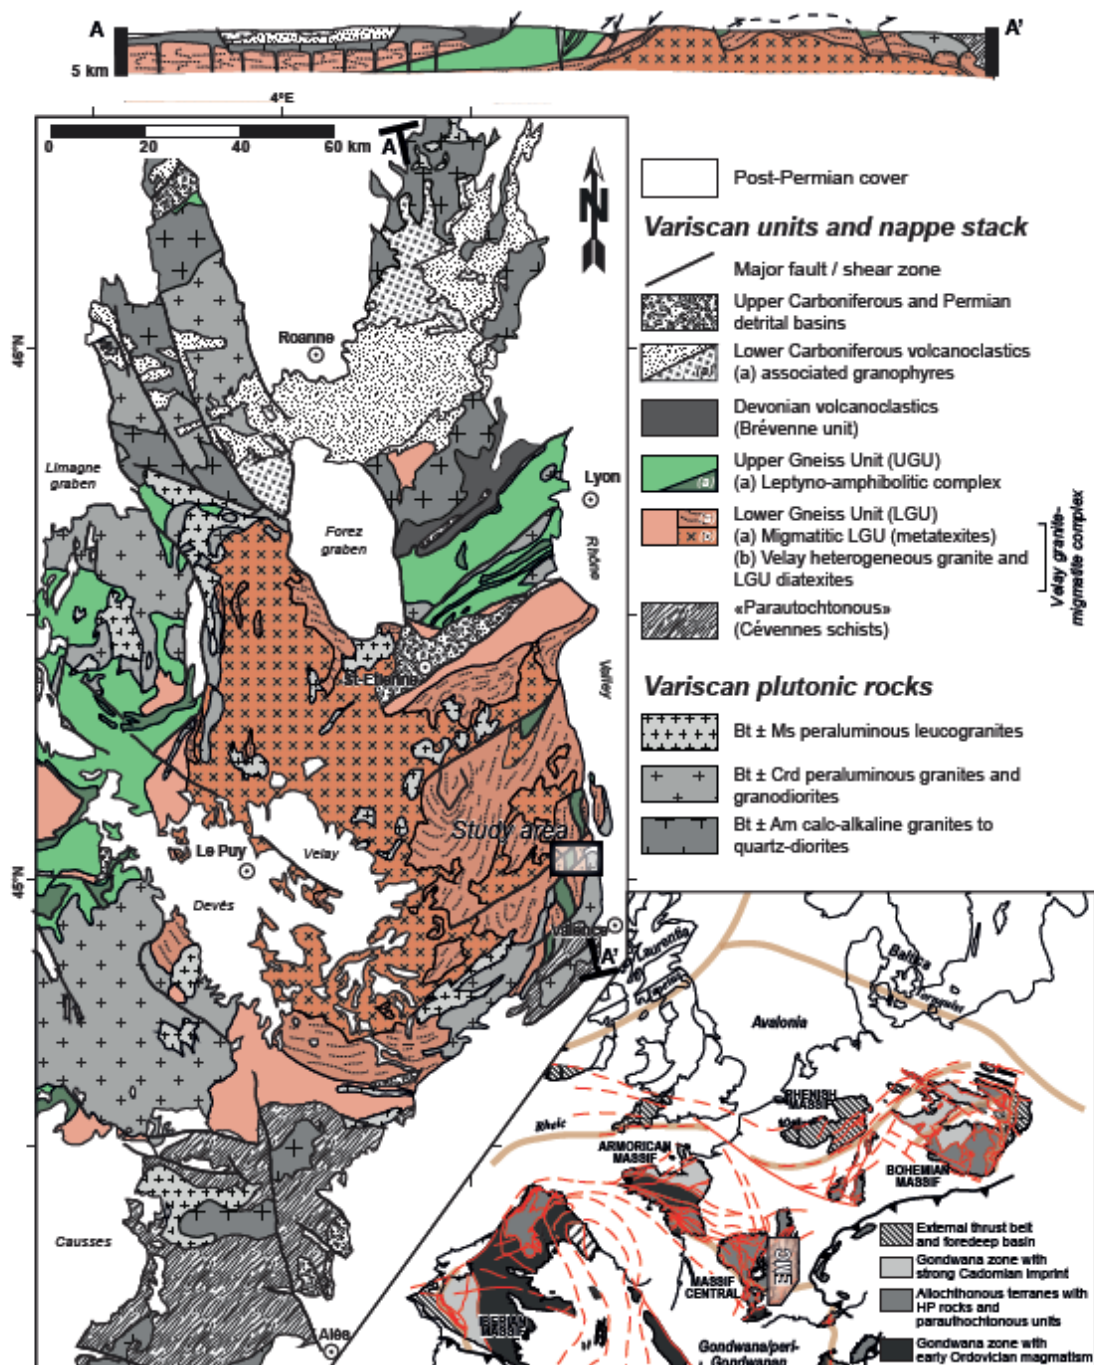 A
A'
5 km
4°E
0
20
40
60 km
A
N
Post-Permian cover
Variscan units and nappe stack
Major fault / shear zone
Upper Carboniferous and Permian
detrital basins
Lower Carboniferous volcanoclastics
(a) associated granophyres
(a)
Devonian volcanoclastics
(Brévenne unit)
Upper Gneiss Unit (UGU)
(a) Leptyno-amphibolitic complex
(a)
Lower Gneiss Unit (LGU)
(a) Migmatitic LGU (metatexites)
(b) Velay heterogeneous granite and
LGU diatexites
a
b
Velay granite-
migmatite complex
«Parautochtonous»
(Cévennes schists)
Variscan plutonic rocks
Bt ± Ms peraluminous leucogranites
Bt ± Crd peraluminous granites and
granodiorites
Bt ± Am calc-alkaline granites to
quartz-diorites
46°N
45°N
Roanne
Limagne
graben
Lyon
Forez
graben
Rhône
Valley
St-Etienne
Study area
Le Puy
Velay
Devès
Valence
A'
Causses
Alès
Laurentia
Iapetus
Baltica
Tornquist
Avalonia
Rheic
RHENISH
MASSIF
ARMORICAN
MASSIF
BOHEMIAN
MASSIF
MASSIF
CENTRAL
EMC
IBERIAN
MASSIF
Gondwana/peri-
Gondwanan
External thrust belt
and foredeep basin
Gondwana zone with
strong Cadomian imprint
Allochthonous terranes with
HP rocks and
parauthochtonous units
Gondwana zone with
early Ordovician magmatism